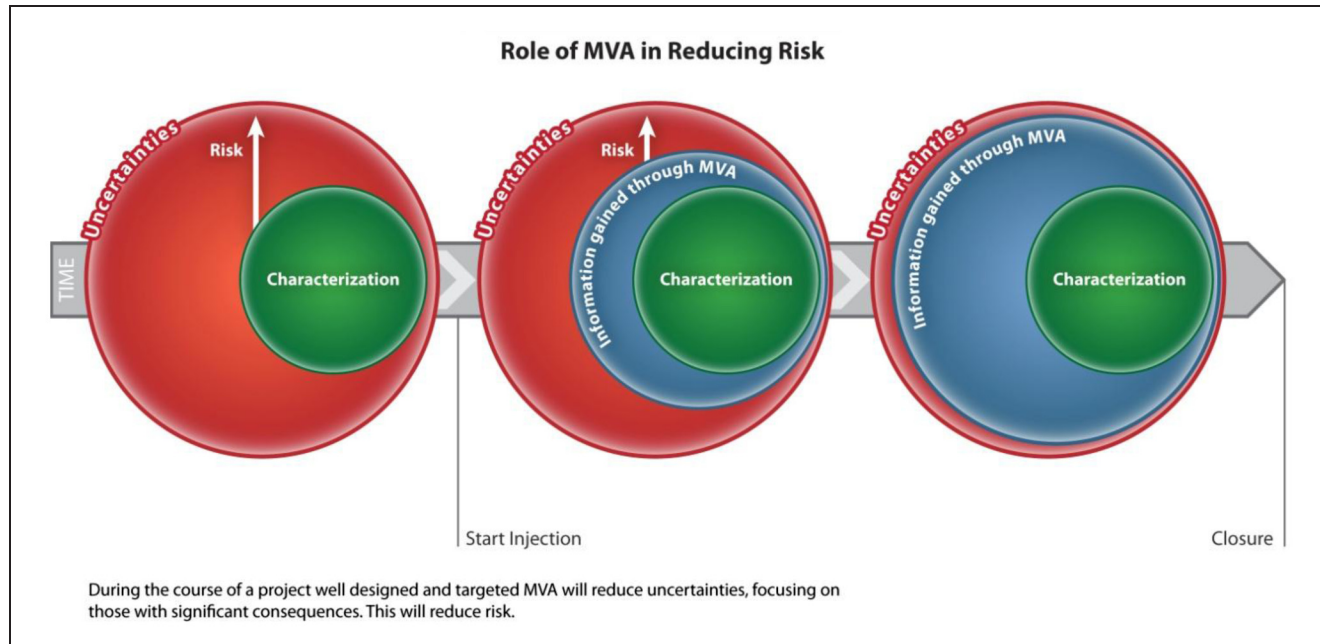 Role of MVA in Reducing Risk
TIME
Uncertainties
Risk
Characterization
Uncertainties
Risk
Information gained through MVA
Characterization
Uncertainties
Information gained through MVA
Characterization
Start Injection
Closure
During the course of a project well designed and targeted MVA will reduce uncertainties, focusing on
those with significant consequences. This will reduce risk.